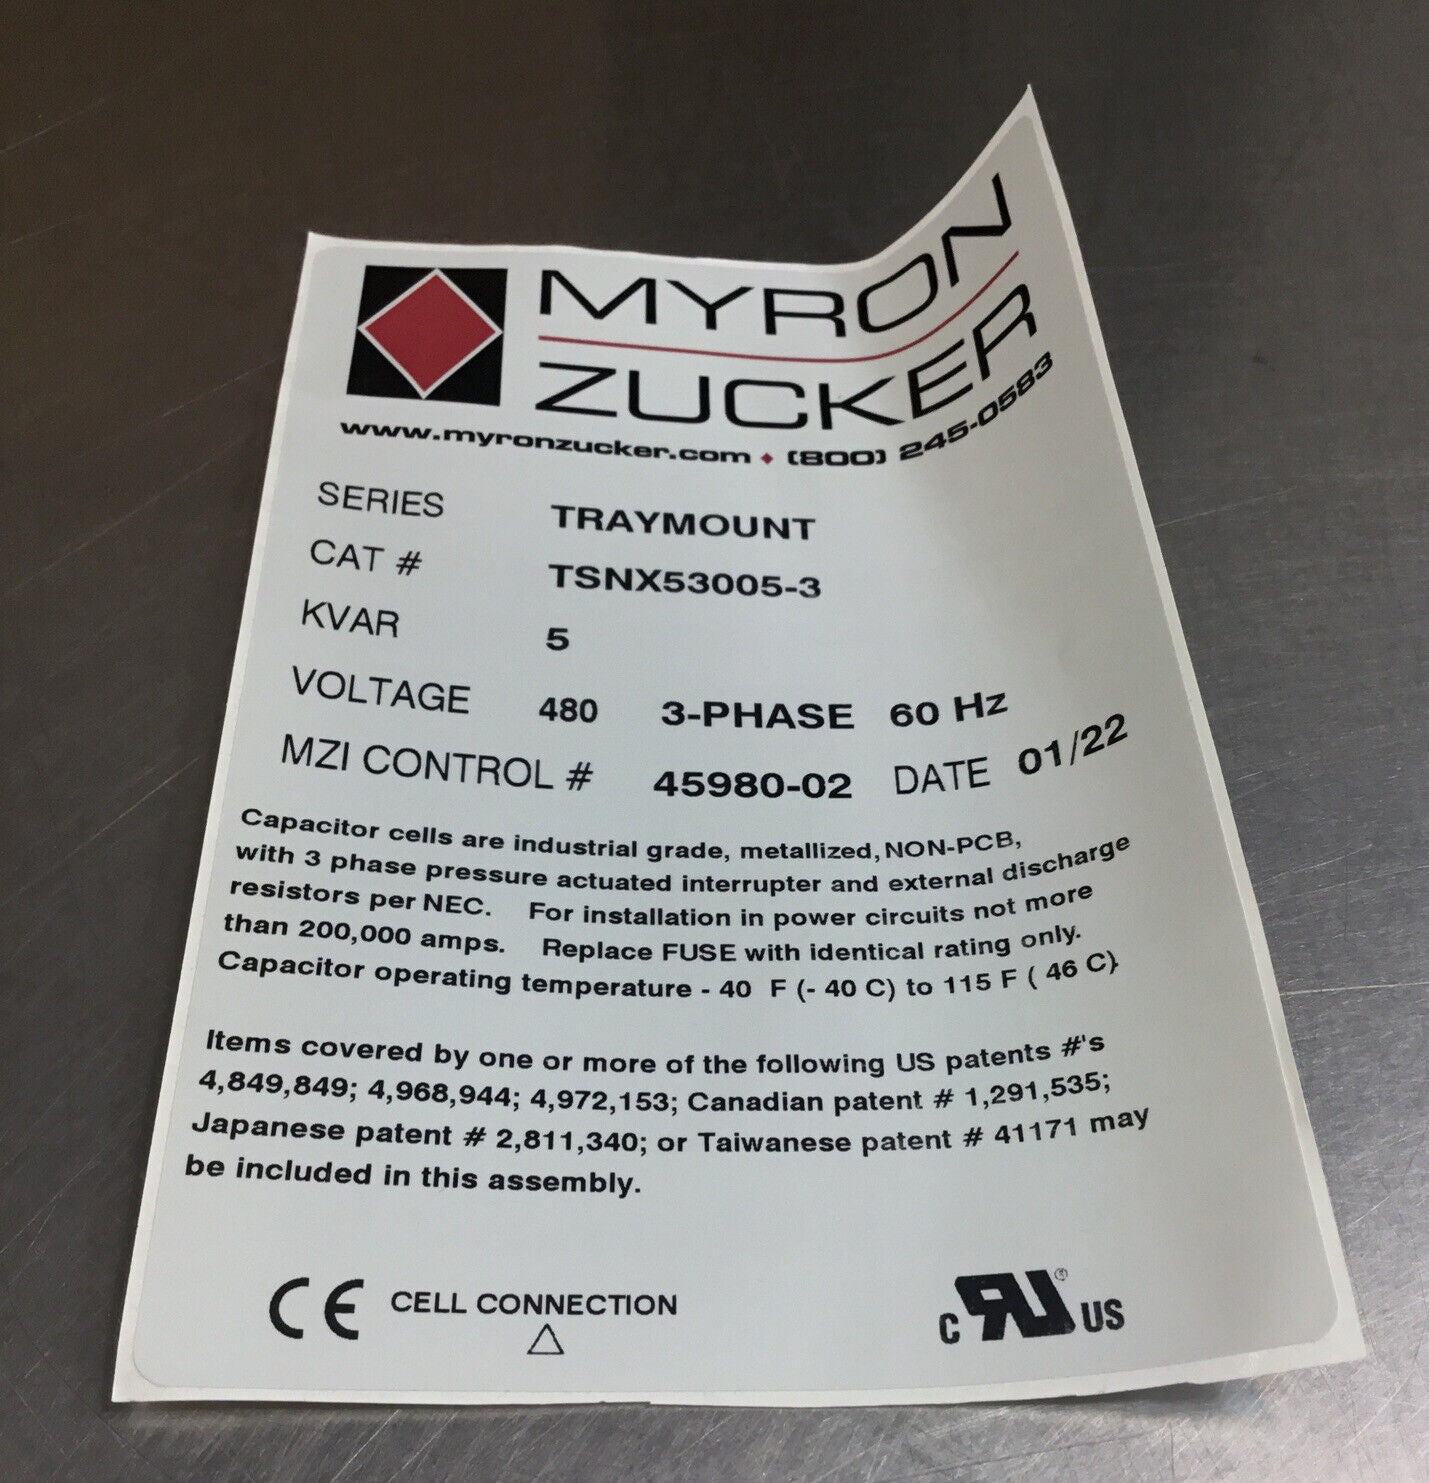 MYRON
ZUCKER
www.myronzucker.com ♦ (800) 245-0583
SERIES TRAYMOUNT
CAT # TSNX53005-3
KVAR 5
VOLTAGE 480 3-PHASE 60 Hz
MZI CONTROL # 45980-02 DATE 01/22
Capacitor cells are industrial grade, metallized, NON-PCB,
with 3 phase pressure actuated interrupter and external discharge
resistors per NEC. For installation in power circuits not more
than 200,000 amps. Replace FUSE with identical rating only.
Capacitor operating temperature - 40 F (- 40 C) to 115 F ( 46 C}
Items covered by one or more of the following US patents #'s
4,849,849; 4,968,944; 4,972,153; Canadian patent # 1,291,535;
Japanese patent # 2,811,340; or Taiwanese patent # 41171 may
be included in this assembly.
CE CELL CONNECTION
△
c RU ® US